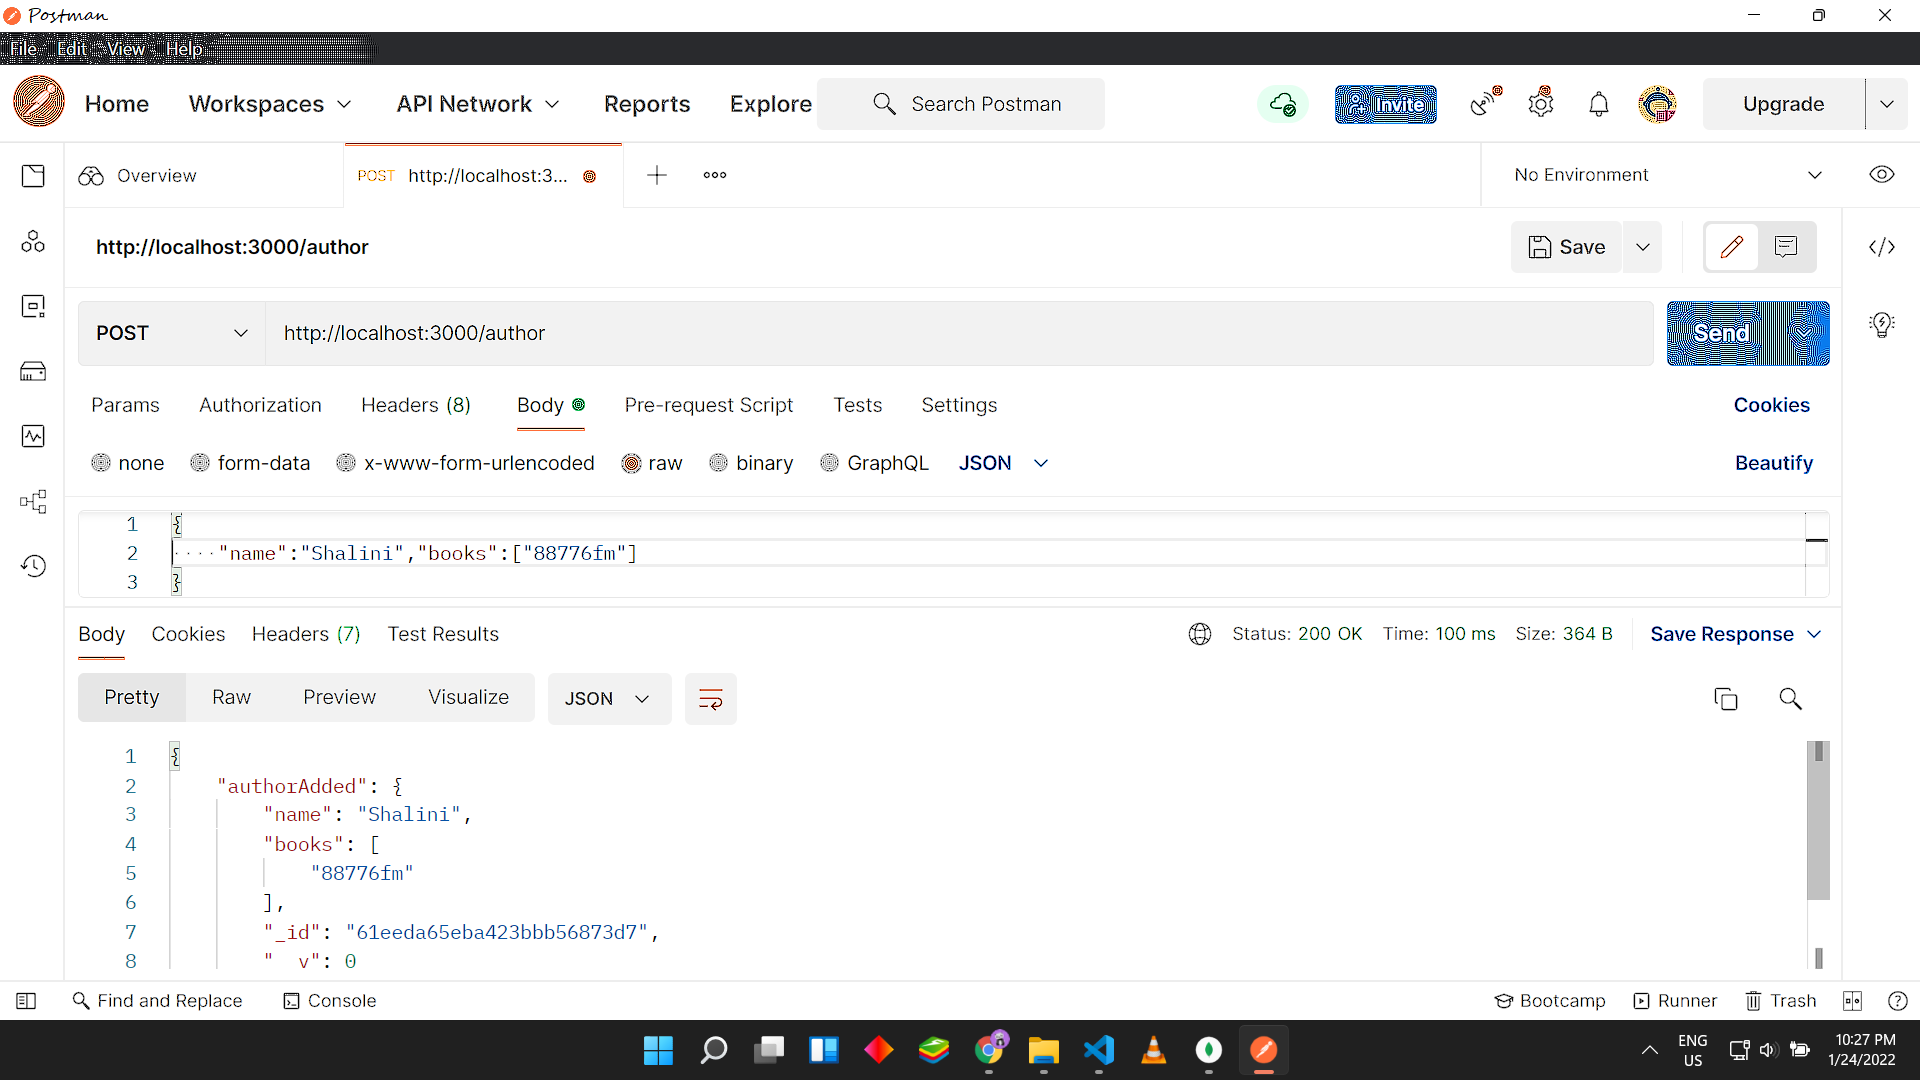 Postman
File Edit View Help
Home Workspaces API Network Reports Explore Search Postman Invite Upgrade
Overview POST http://localhost:3... No Environment
http://localhost:3000/author Save
POST http://localhost:3000/author Send
Params Authorization Headers (8) Body Pre-request Script Tests Settings Cookies
none form-data x-www-form-urlencoded raw binary GraphQL JSON Beautify
1 {
2 ····"name":"Shalini","books":["88776fm"]
3 }
Body Cookies Headers (7) Test Results Status: 200 OK Time: 100 ms Size: 364 B Save Response
Pretty Raw Preview Visualize JSON
1 {
2 "authorAdded": {
3 "name": "Shalini",
4 "books": [
5 "88776fm"
6 ],
7 "_id": "61eeda65eba423bbb56873d7",
8 "__v": 0
Find and Replace Console Bootcamp Runner Trash
ENG 10:27 PM
US 1/24/2022